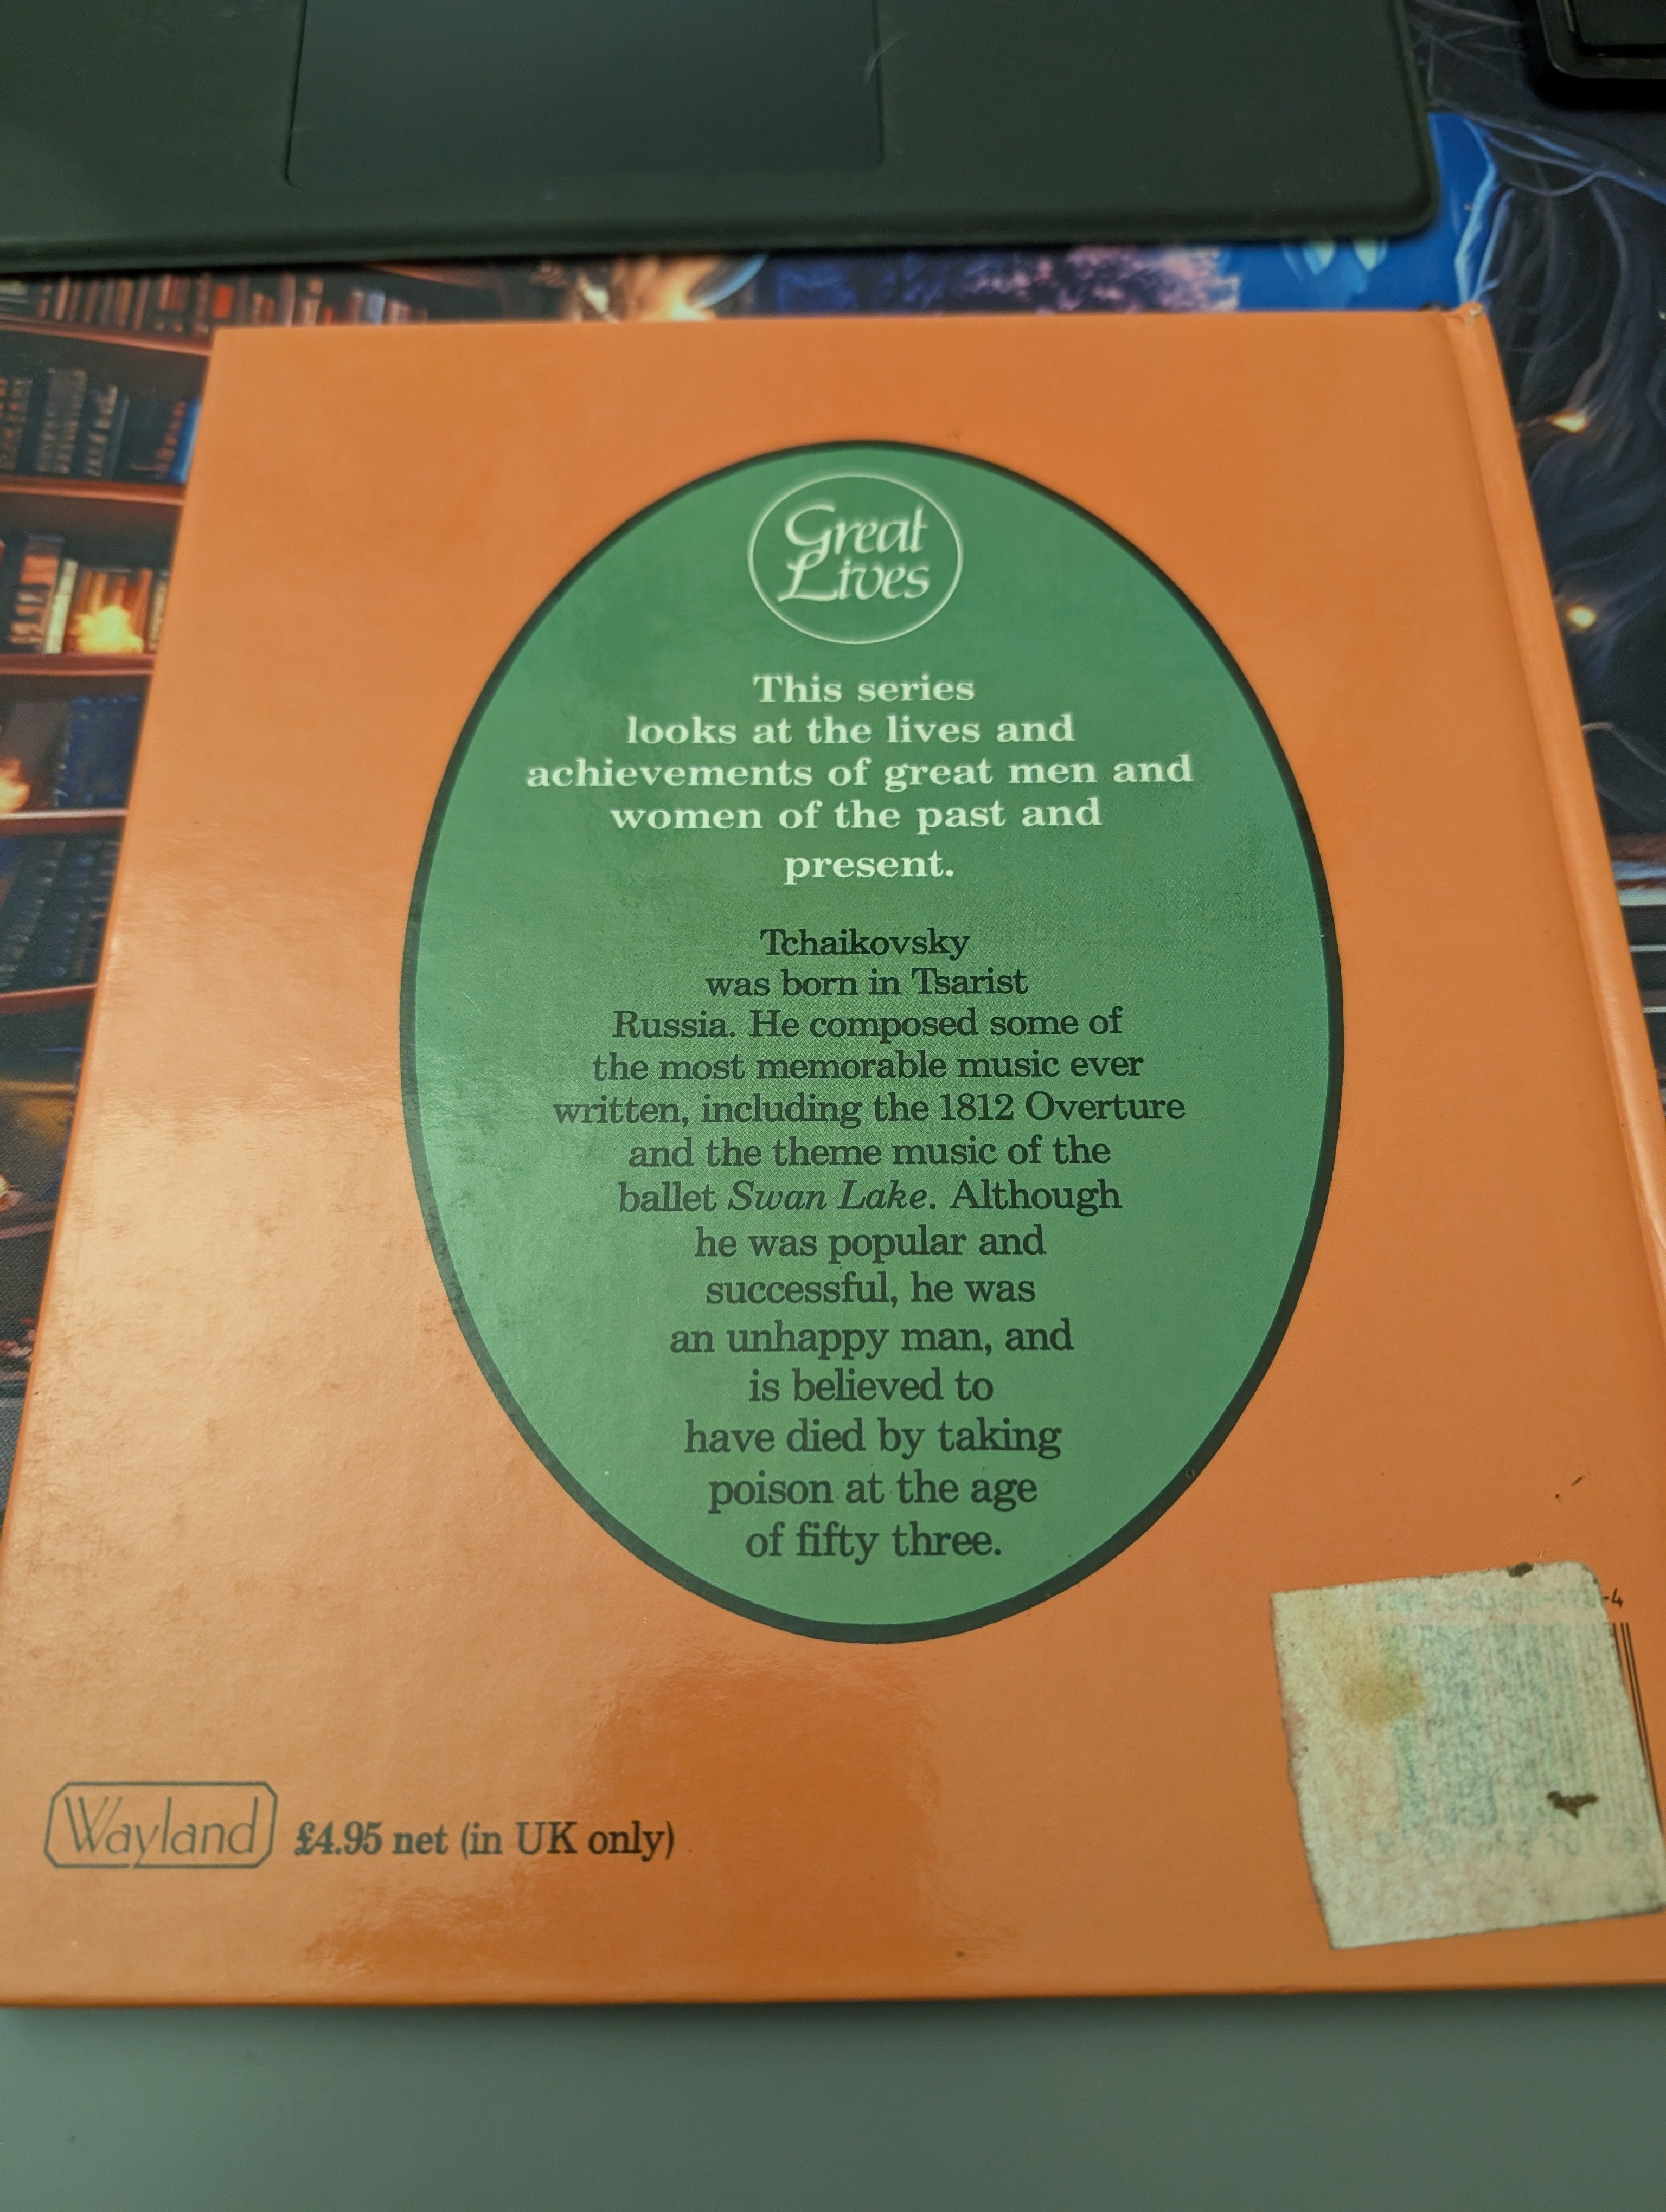 Great
Lives
This series
looks at the lives and
achievements of great men and
women of the past and
present.
Tchaikovsky
was born in Tsarist
Russia. He composed some of
the most memorable music ever
written, including the 1812 Overture
and the theme music of the
ballet Swan Lake. Although
he was popular and
successful, he was
an unhappy man, and
is believed to
have died by taking
poison at the age
of fifty three.
-4
Wayland £4.95 net (in UK only)